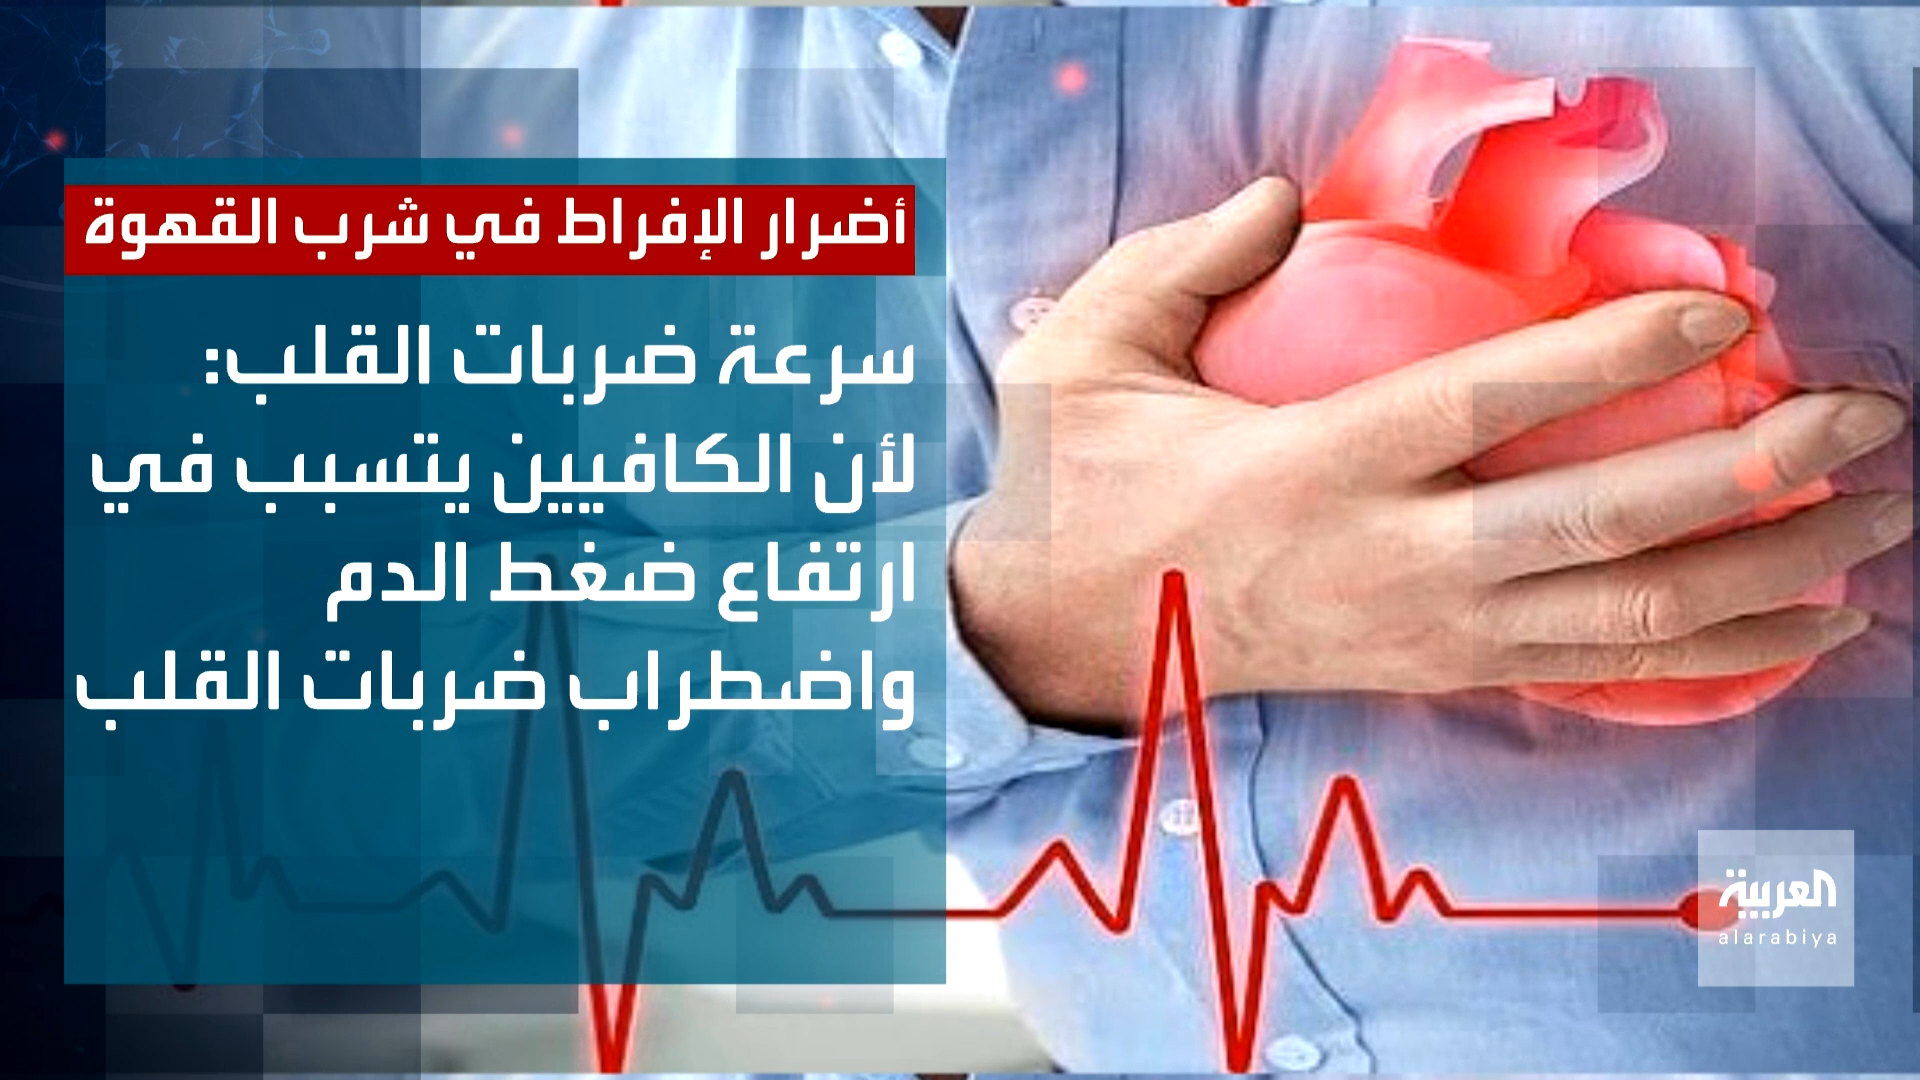 أضرار الإفراط في شرب القهوة
سرعة ضربات القلب:
لأن الكافيين يتسبب في
ارتفاع ضغط الدم
واضطراب ضربات القلب
العربية
alarabiya